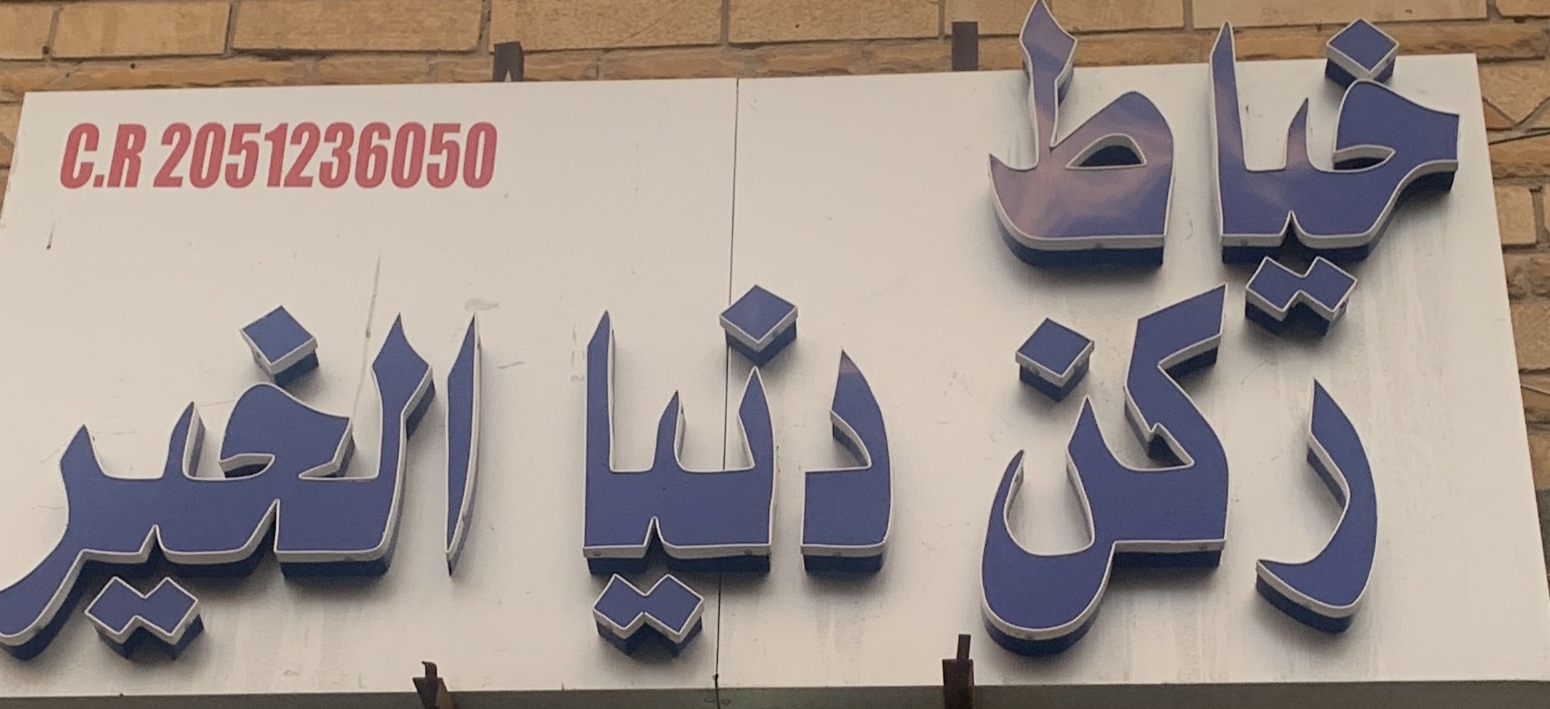 C.R 2051236050
خياط
ركن دنيا الخير